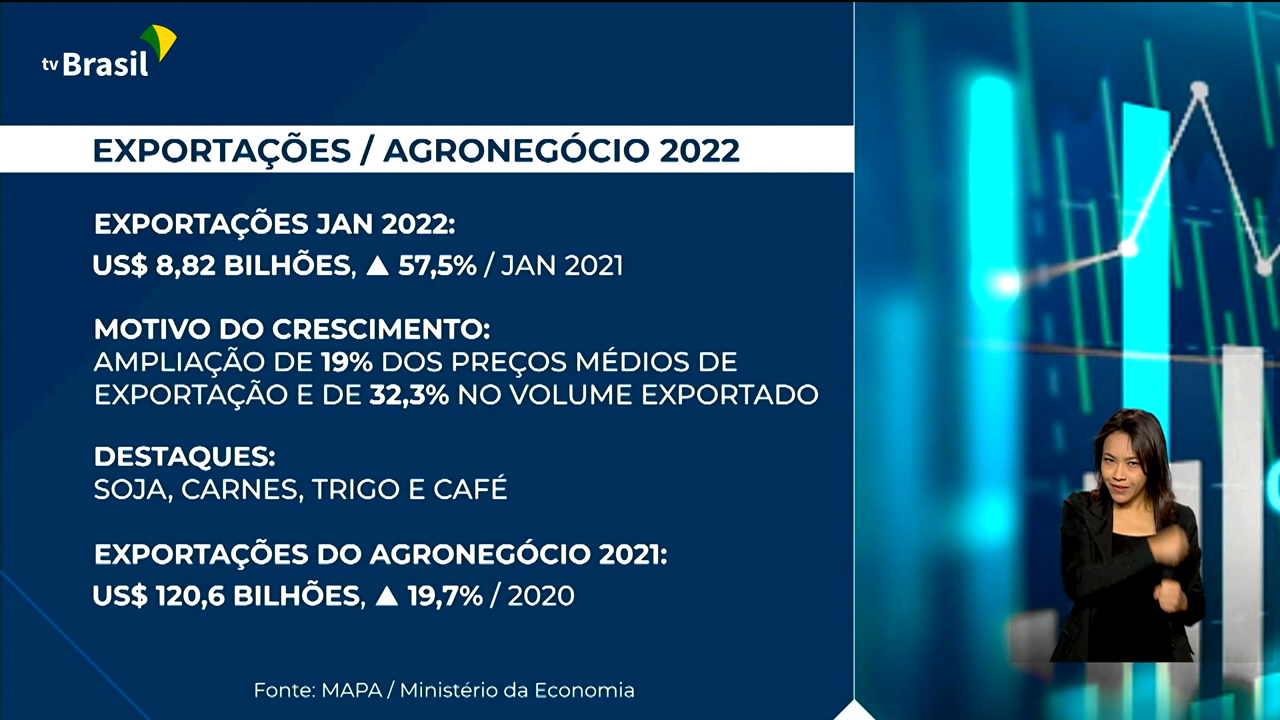 tv Brasil
EXPORTAÇÕES / AGRONEGÓCIO 2022
EXPORTAÇÕES JAN 2022:
US$ 8,82 BILHÕES, ▲ 57,5% / JAN 2021
MOTIVO DO CRESCIMENTO:
AMPLIAÇÃO DE 19% DOS PREÇOS MÉDIOS DE
EXPORTAÇÃO E DE 32,3% NO VOLUME EXPORTADO
DESTAQUES:
SOJA, CARNES, TRIGO E CAFÉ
EXPORTAÇÕES DO AGRONEGÓCIO 2021:
US$ 120,6 BILHÕES, ▲ 19,7% / 2020
Fonte: MAPA / Ministério da Economia